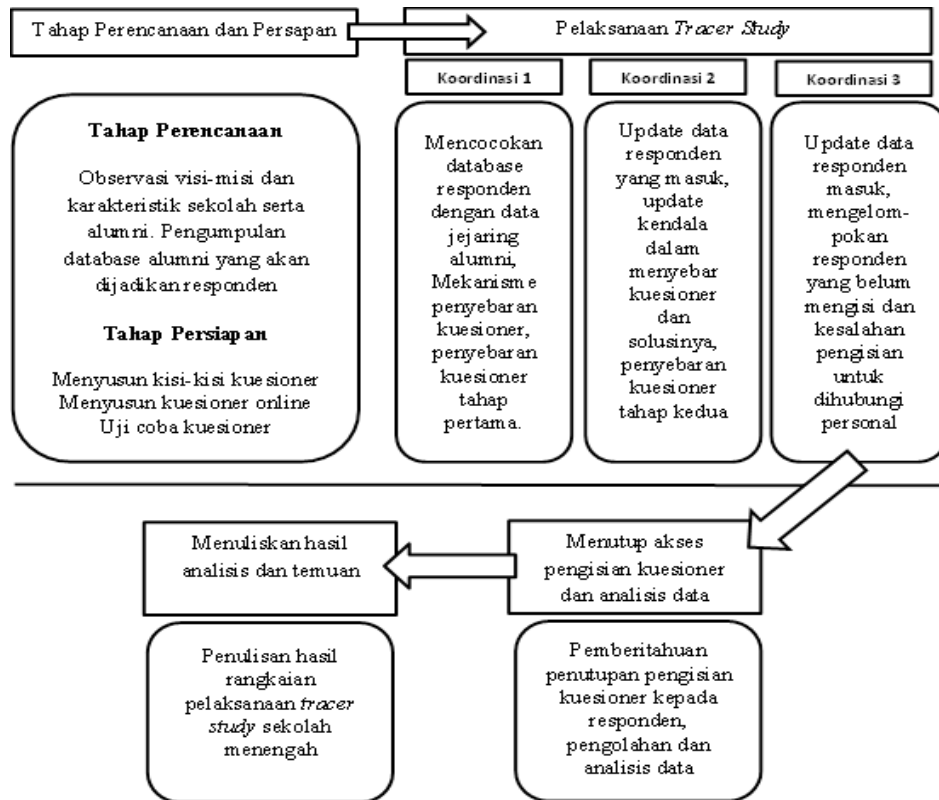 Tahap Perencanaan dan Persapan
Pelaksanaan Tracer Study
Koordinasi 1
Koordinasi 2
Koordinasi 3
Tahap Perencanaan
Observasi visi-misi dan
karakteristik sekolah serta
alumni. Pengumpulan
database alumni yang akan
dijadikan responden
Tahap Persiapan
Menyusun kisi-kisi kuesioner
Menyusun kuesioner online
Uji coba kuesioner
Mencocokan
database
responden
dengan data
jejaring
alumni,
Mekanisme
penyebaran
kuesioner,
penyebaran
kuesioner
tahap
pertama.
Update data
responden
yang masuk,
update
kendala
dalam
menyebar
kuesioner
dan
solusinya,
penyebaran
kuesioner
tahap kedua
Update data
responden
masuk,
mengelom-
pokan
responden
yang belum
mengisi dan
kesalahan
pengisian
untuk
dihubungi
personal
Menutup akses
pengisian kuesioner
dan analisis data
Pemberitahuan
penutupan pengisian
kuesioner kepada
responden,
pengolahan dan
analisis data
Menuliskan hasil
analisis dan temuan
Penulisan hasil
rangkaian
pelaksanaan tracer
study sekolah
menengah